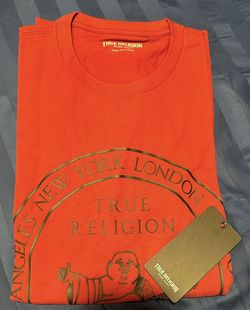 TRUE RELIGION
ANGELES NEW YORK LONDON
TRUE
RELIGION
TRUE RELIGION